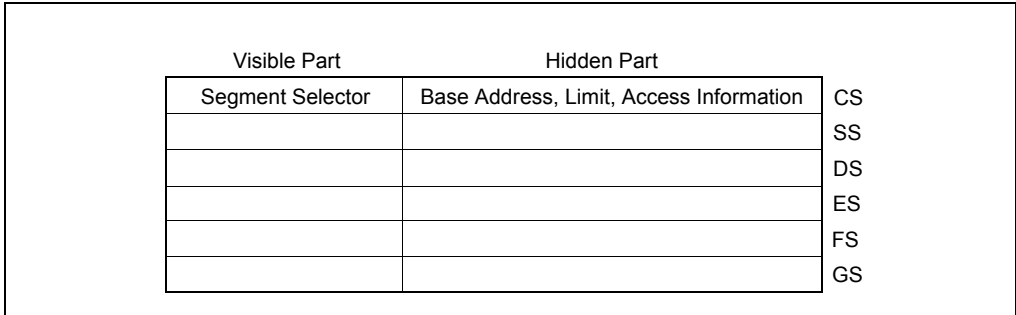 Visible Part Hidden Part
Segment Selector Base Address, Limit, Access Information CS
SS
DS
ES
FS
GS